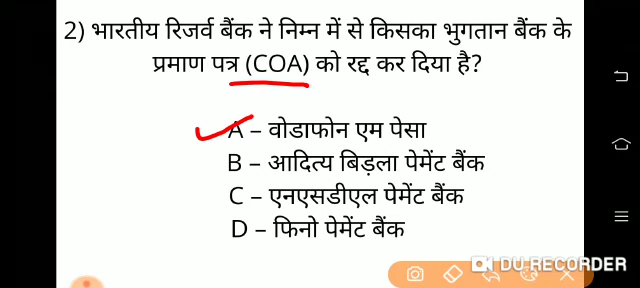 2) भारतीय रिजर्व बैंक ने निम्न में से किसका भुगतान बैंक के
प्रमाण पत्र (COA) को रद्द कर दिया है?
A – वोडाफोन एम पेसा
B – आदित्य बिड़ला पेमेंट बैंक
C – एनएसडीएल पेमेंट बैंक
D – फिनो पेमेंट बैंक
DU RECORDER